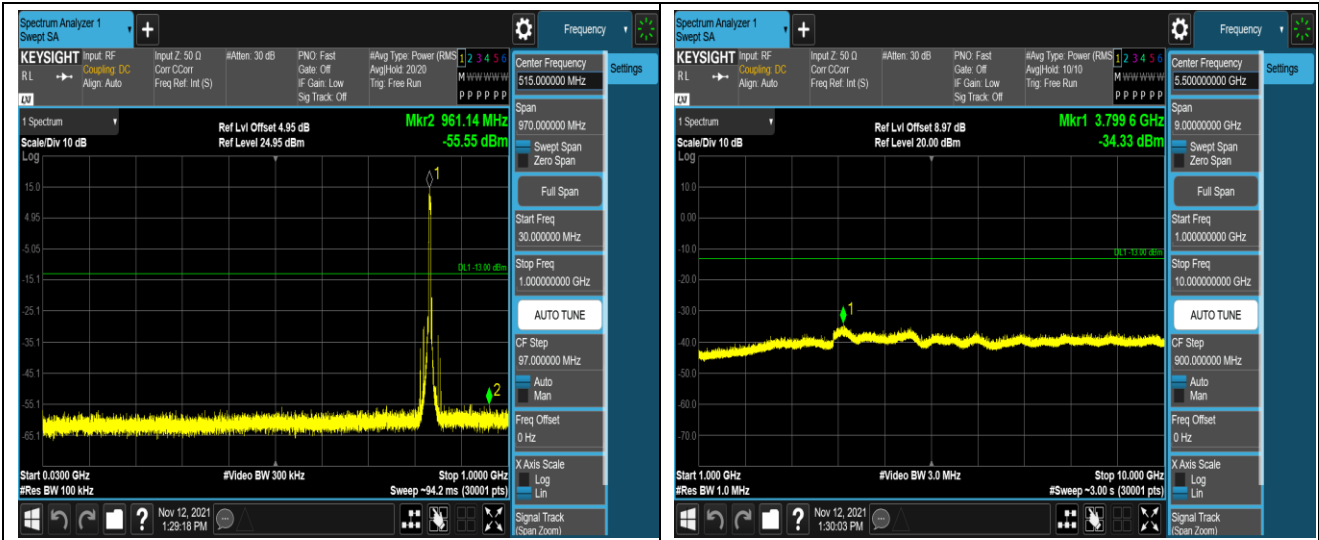 Spectrum Analyzer 1
Swept SA
+
Frequency
KEYSIGHT
RL
LXI
Input: RF
Coupling: DC
Align: Auto
Input Z: 50 Ω
Corr CCorr
Freq Ref: Int (S)
#Atten: 30 dB
PNO: Fast
Gate: Off
IF Gain: Low
Sig Track: Off
#Avg Type: Power (RMS
Avg|Hold: 20/20
Trig: Free Run
1 2 3 4 5 6
M W W W W W
P P P P P P
Center Frequency
515.000000 MHz
Settings
1 Spectrum
Scale/Div 10 dB
Log
Ref Lvl Offset 4.95 dB
Ref Level 24.95 dBm
Mkr2 961.14 MHz
-55.55 dBm
Span
970.000000 MHz
Swept Span
Zero Span
Full Span
Start Freq
30.000000 MHz
Stop Freq
1.000000000 GHz
AUTO TUNE
CF Step
97.000000 MHz
Auto
Man
Freq Offset
0 Hz
X Axis Scale
Log
Lin
Signal Track
(Span Zoom)
1
15.0
4.95
-5.05
DL1 -13.00 dBm
-15.1
-25.1
-35.1
-45.1
2
-55.1
-65.1
Start 0.0300 GHz
#Video BW 300 kHz
Stop 1.0000 GHz
#Res BW 100 kHz
Sweep ~94.2 ms (30001 pts)
?
Nov 12, 2021
1:29:18 PM
Spectrum Analyzer 1
Swept SA
+
Frequency
KEYSIGHT
RL
LXI
Input: RF
Coupling: DC
Align: Auto
Input Z: 50 Ω
Corr CCorr
Freq Ref: Int (S)
#Atten: 30 dB
PNO: Fast
Gate: Off
IF Gain: Low
Sig Track: Off
#Avg Type: Power (RMS
Avg|Hold: 10/10
Trig: Free Run
1 2 3 4 5 6
M W W W W W
P P P P P P
Center Frequency
5.500000000 GHz
Settings
1 Spectrum
Scale/Div 10 dB
Log
Ref Lvl Offset 8.97 dB
Ref Level 20.00 dBm
Mkr1 3.799 6 GHz
-34.33 dBm
Span
9.00000000 GHz
Swept Span
Zero Span
Full Span
Start Freq
1.000000000 GHz
Stop Freq
10.000000000 GHz
AUTO TUNE
CF Step
900.000000 MHz
Auto
Man
Freq Offset
0 Hz
X Axis Scale
Log
Lin
Signal Track
(Span Zoom)
10.0
0.00
-10.0
DL1 -13.00 dBm
-20.0
-30.0
1
-40.0
-50.0
-60.0
-70.0
Start 1.000 GHz
#Video BW 3.0 MHz
Stop 10.000 GHz
#Res BW 1.0 MHz
#Sweep ~3.00 s (30001 pts)
?
Nov 12, 2021
1:30:03 PM